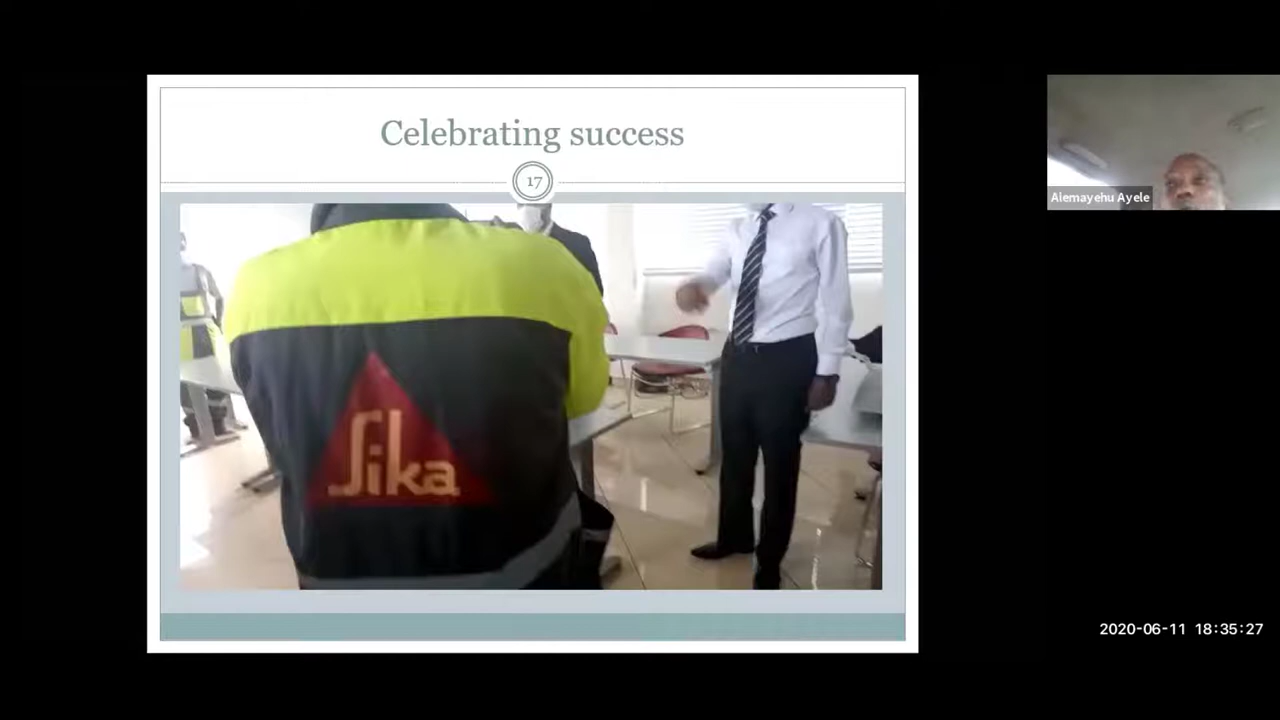 Celebrating success
17
Sika
Alemayehu Ayele
2020-06-11 18:35:27